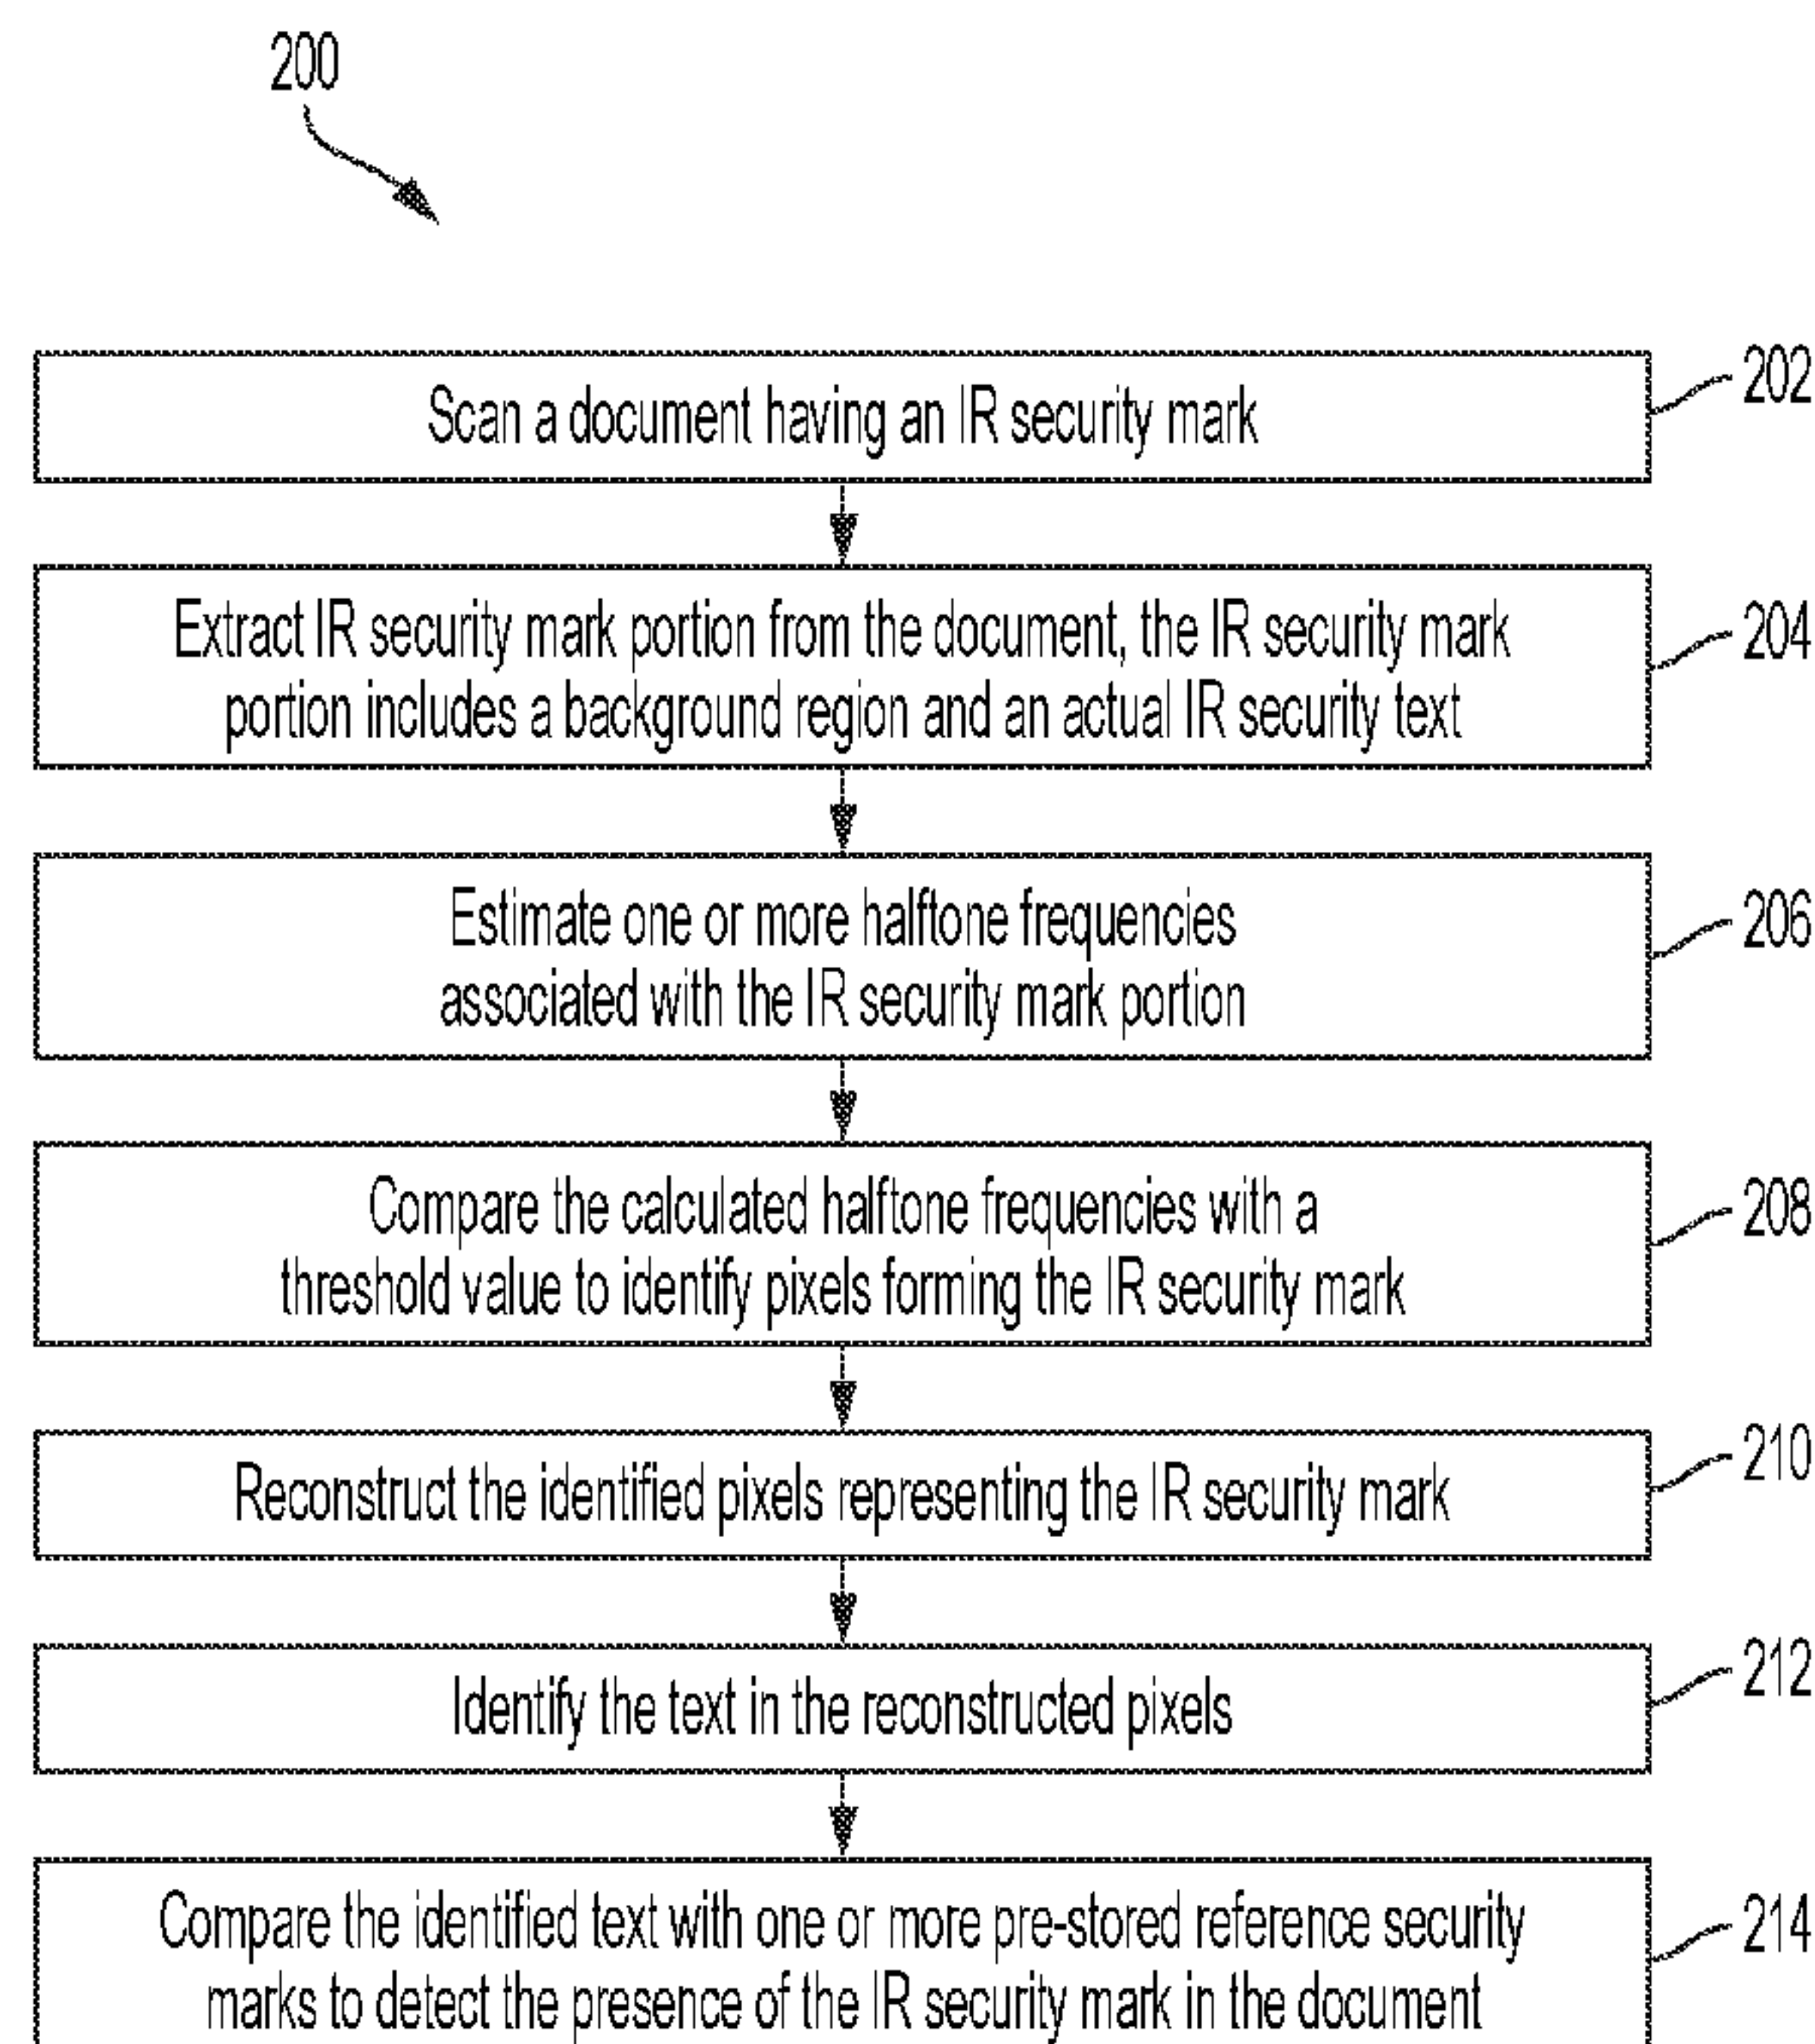 200
Scan a document having an IR security mark
202
Extract IR security mark portion from the document, the IR security mark
portion includes a background region and an actual IR security text
204
Estimate one or more halftone frequencies
associated with the IR security mark portion
206
Compare the calculated halftone frequencies with a
threshold value to identify pixels forming the IR security mark
208
Reconstruct the identified pixels representing the IR security mark
210
Identify the text in the reconstructed pixels
212
Compare the identified text with one or more pre-stored reference security
marks to detect the presence of the IR security mark in the document
214